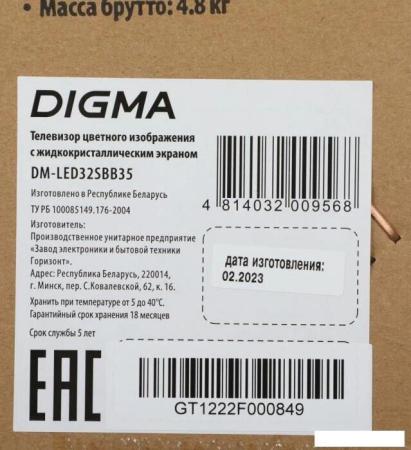 • Масса брутто: 4.8 кг
DIGMA
Телевизор цветного изображения
с жидкокристаллическим экраном
DM-LED32SBB35
Изготовлено в Республике Беларусь
ТУ РБ 100085149.176-2004
Изготовитель:
Производственное унитарное предприятие
«Завод электроники и бытовой техники
Горизонт».
Адрес: Республика Беларусь, 220014,
г. Минск, пер. С.Ковалевской, 62, к. 16.
Хранить при температуре от 5 до 40°С.
Гарантийный срок хранения 18 месяцев
Срок службы 5 лет
4 814032 009568
дата изготовления:
02.2023
EAC
GT1222F000849